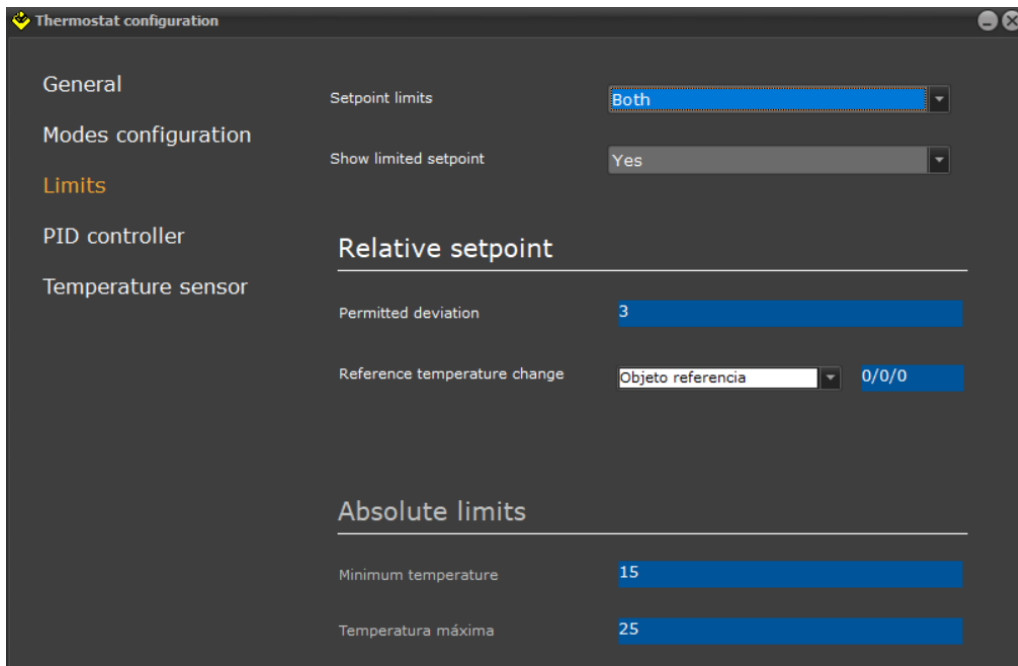 Thermostat configuration
General
Modes configuration
Limits
PID controller
Temperature sensor
Setpoint limits
Both
Show limited setpoint
Yes
Relative setpoint
Permitted deviation
3
Reference temperature change
Objeto referencia
0/0/0
Absolute limits
Minimum temperature
15
Temperatura máxima
25